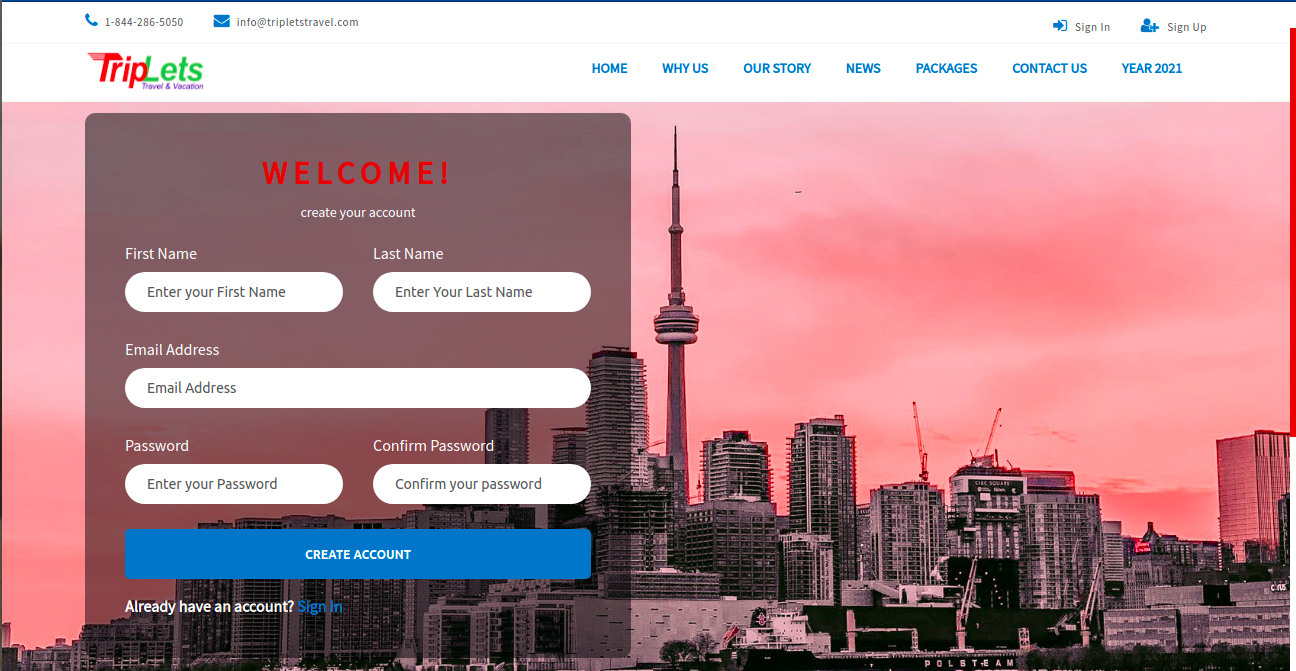 1-844-286-5050 info@tripletstravel.com Sign In Sign Up
TripLets
Travel & Vacation
HOME WHY US OUR STORY NEWS PACKAGES CONTACT US YEAR 2021
WELCOME!
create your account
First Name Last Name
Enter your First Name Enter Your Last Name
Email Address
Email Address
Password Confirm Password
Enter your Password Confirm your password
CIBC SQUARE
CREATE ACCOUNT
Already have an account? Sign In
POLSTEAM